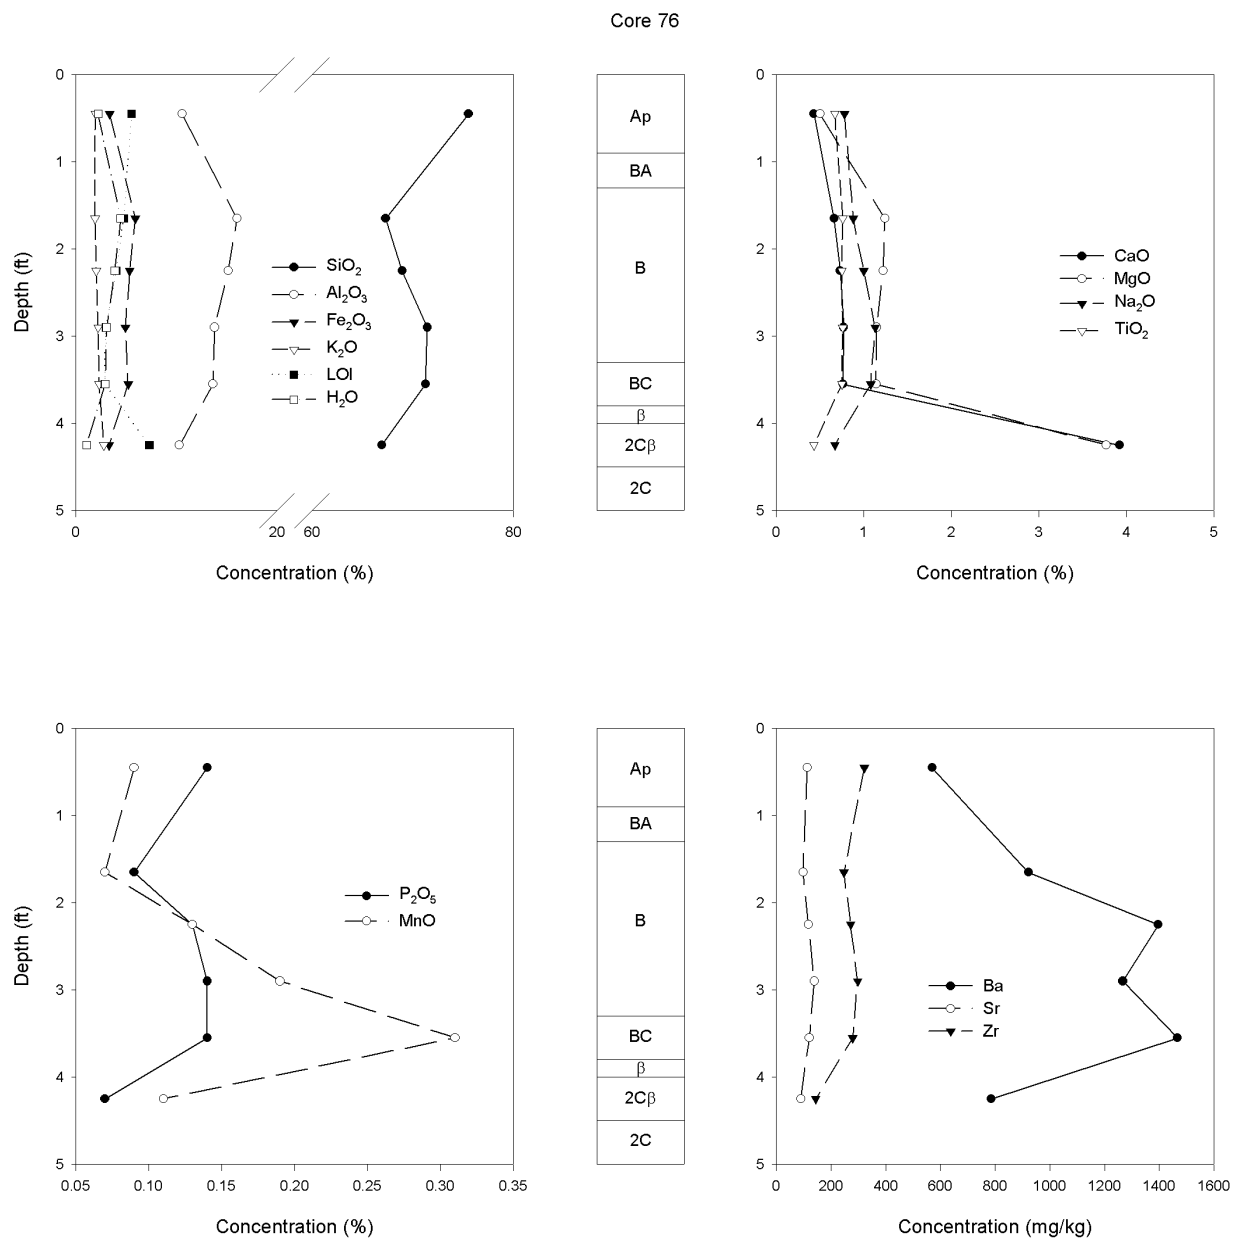 Core 76
0
1
2
3
4
5
Depth (ft)
0
20
60
80
Concentration (%)
SiO₂
Al₂O₃
Fe₂O₃
K₂O
LOI
H₂O
Ap
BA
B
BC
β
2Cβ
2C
0
1
2
3
4
5
0
1
2
3
4
5
Concentration (%)
CaO
MgO
Na₂O
TiO₂
0
1
2
3
4
5
Depth (ft)
0.05
0.10
0.15
0.20
0.25
0.30
0.35
Concentration (%)
P₂O₅
MnO
Ap
BA
B
BC
β
2Cβ
2C
0
1
2
3
4
5
0
200
400
600
800
1000
1200
1400
1600
Concentration (mg/kg)
Ba
Sr
Zr